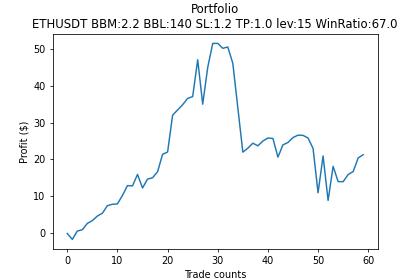 Portfolio
ETHUSDT BBM:2.2 BBL:140 SL:1.2 TP:1.0 lev:15 WinRatio:67.0
50
40
30
20
10
0
Profit ($)
0 10 20 30 40 50 60
Trade counts